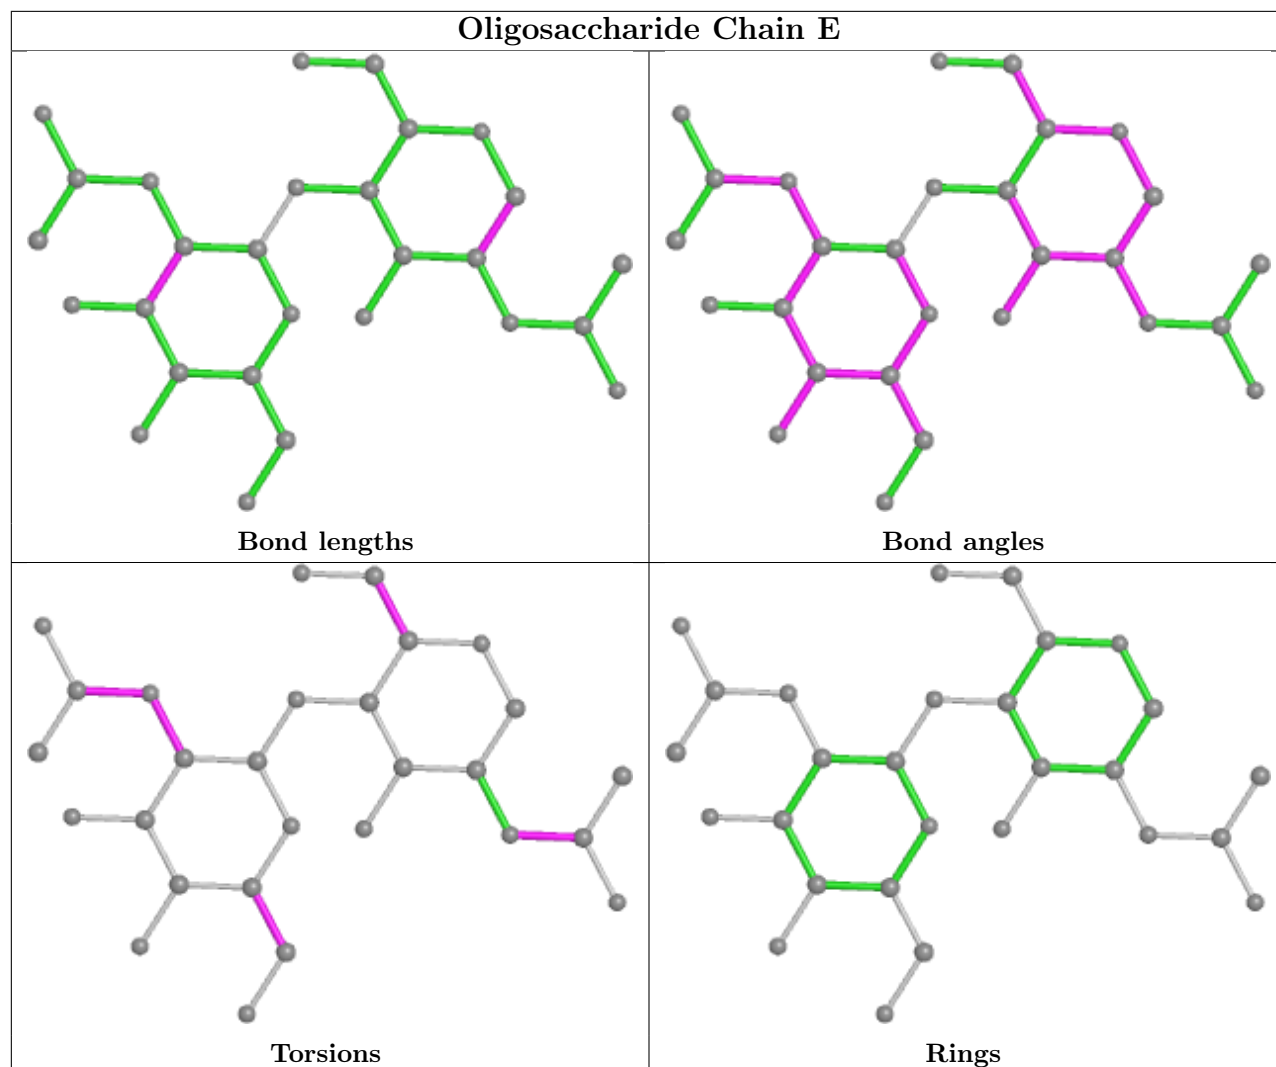 Oligosaccharide Chain E
Bond lengths
Bond angles
Torsions
Rings